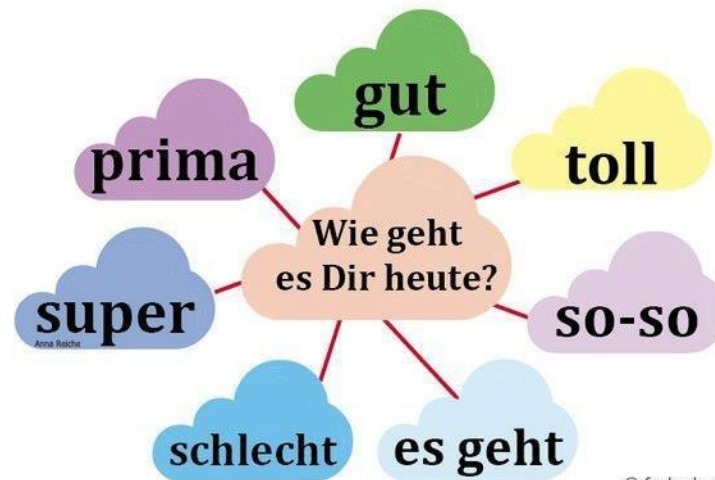 gut
prima
toll
Wie geht
es Dir heute?
super
Anna Reiche
so-so
schlecht
es geht